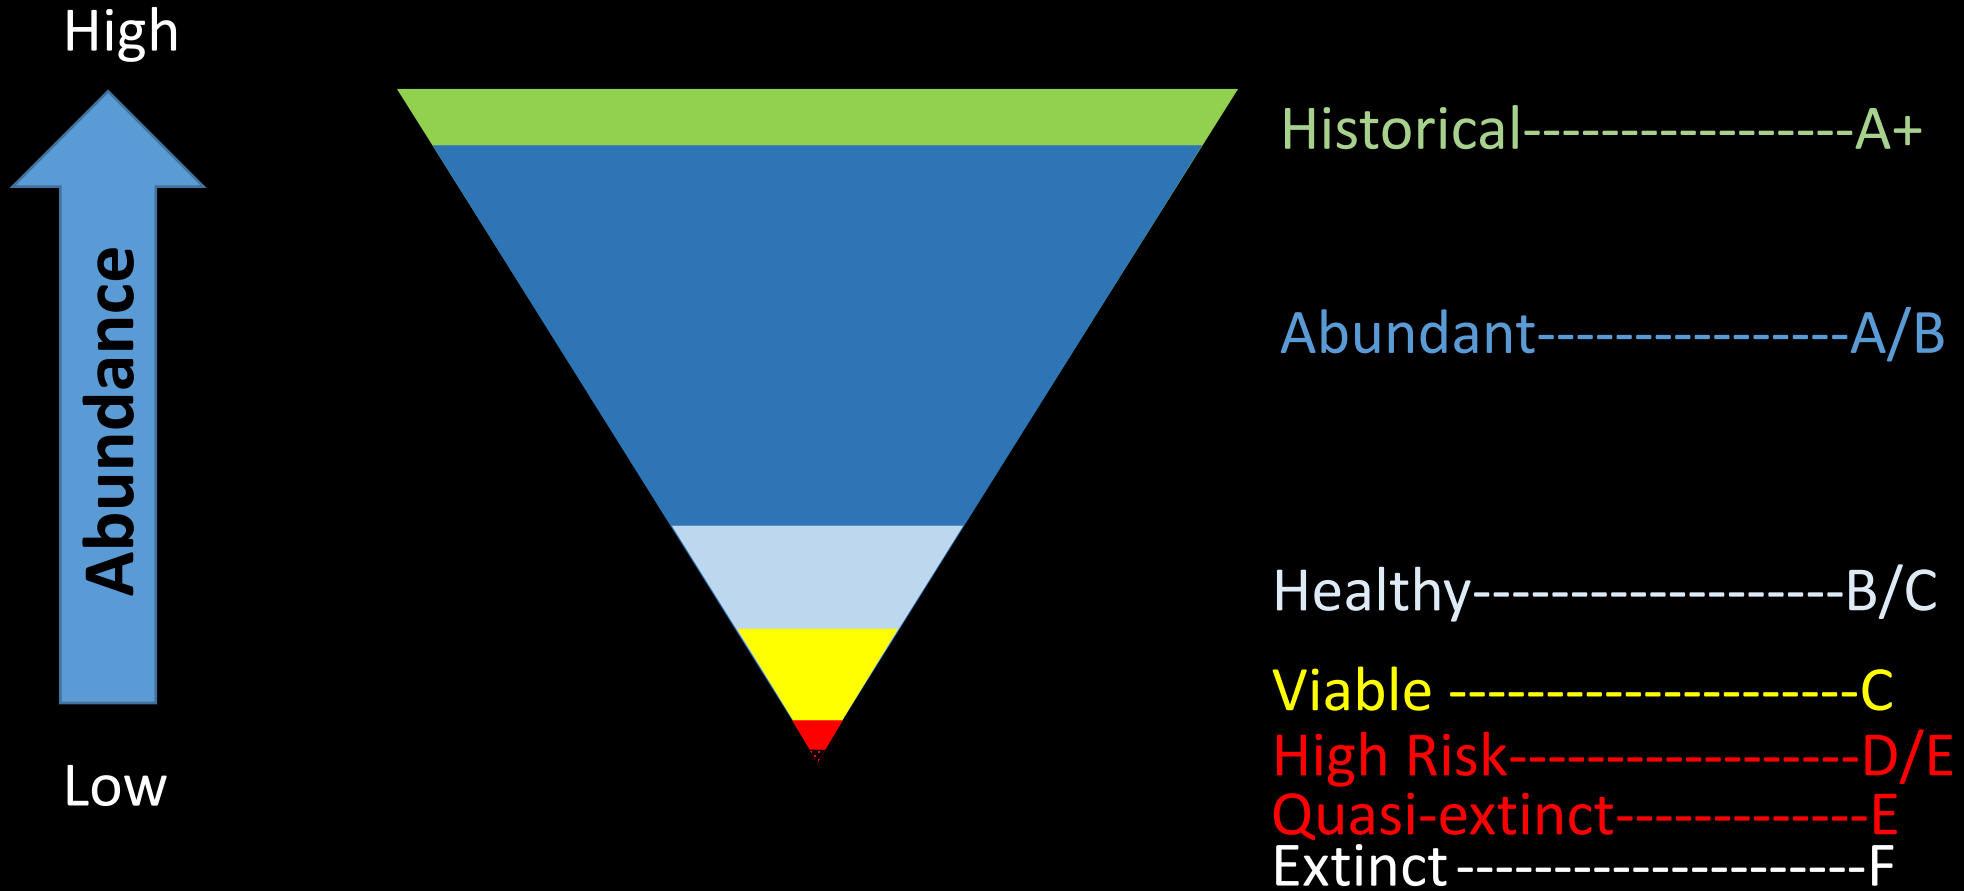 High
Historical----------------A+
Abundance
Abundant----------------A/B
Healthy-------------------B/C
Viable ---------------------C
High Risk------------------D/E
Low
Quasi-extinct-------------E
Extinct ---------------------F